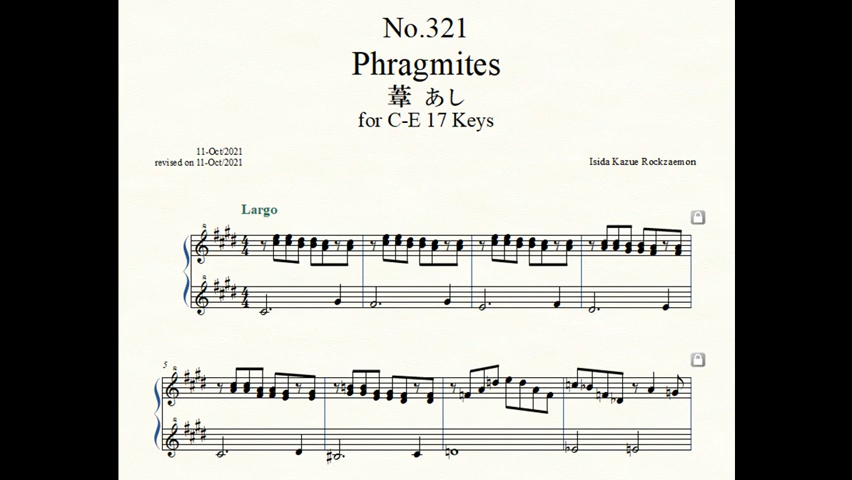 No.321
Phragmites
葦 あし
for C-E 17 Keys
11-Oct/2021
revised on 11-Oct/2021
Isida Kazue Rockzaemon
Largo
5